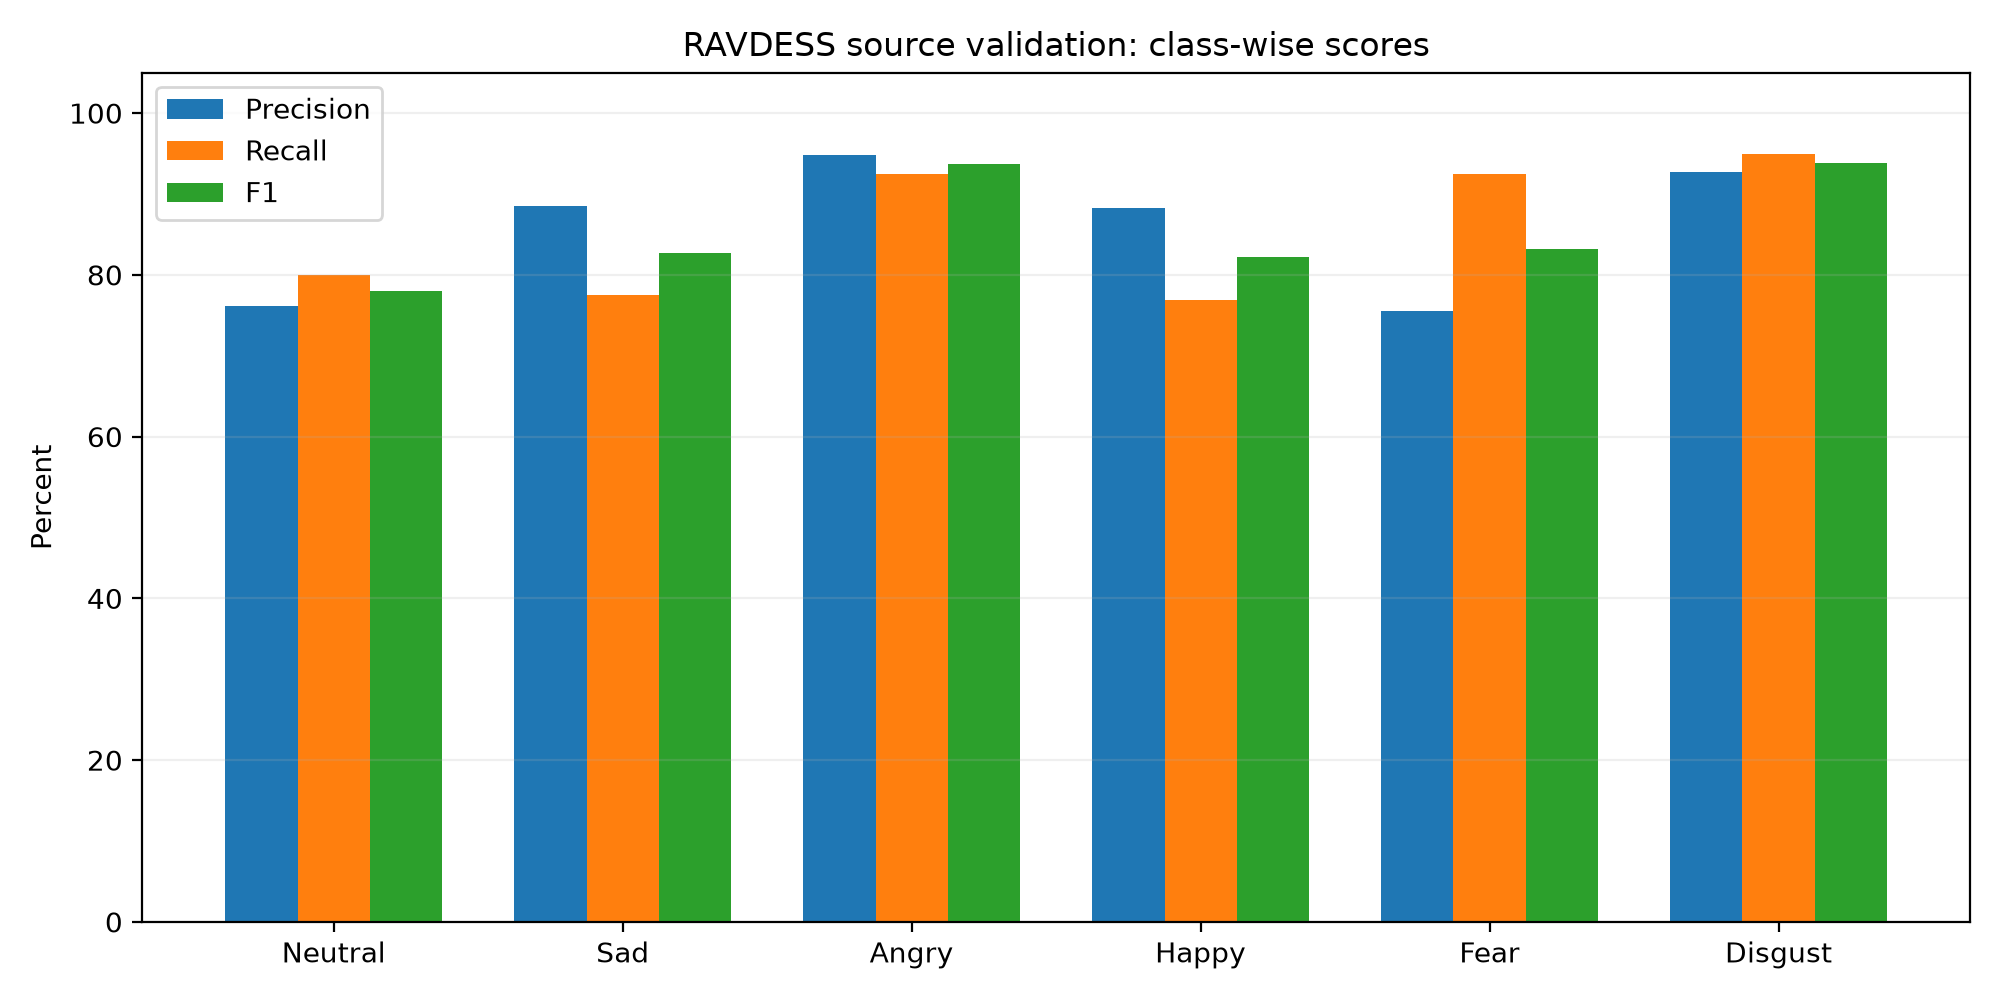 RAVDESS source validation: class-wise scores
Precision
Recall
F1
Percent
100
80
60
40
20
0
Neutral
Sad
Angry
Happy
Fear
Disgust